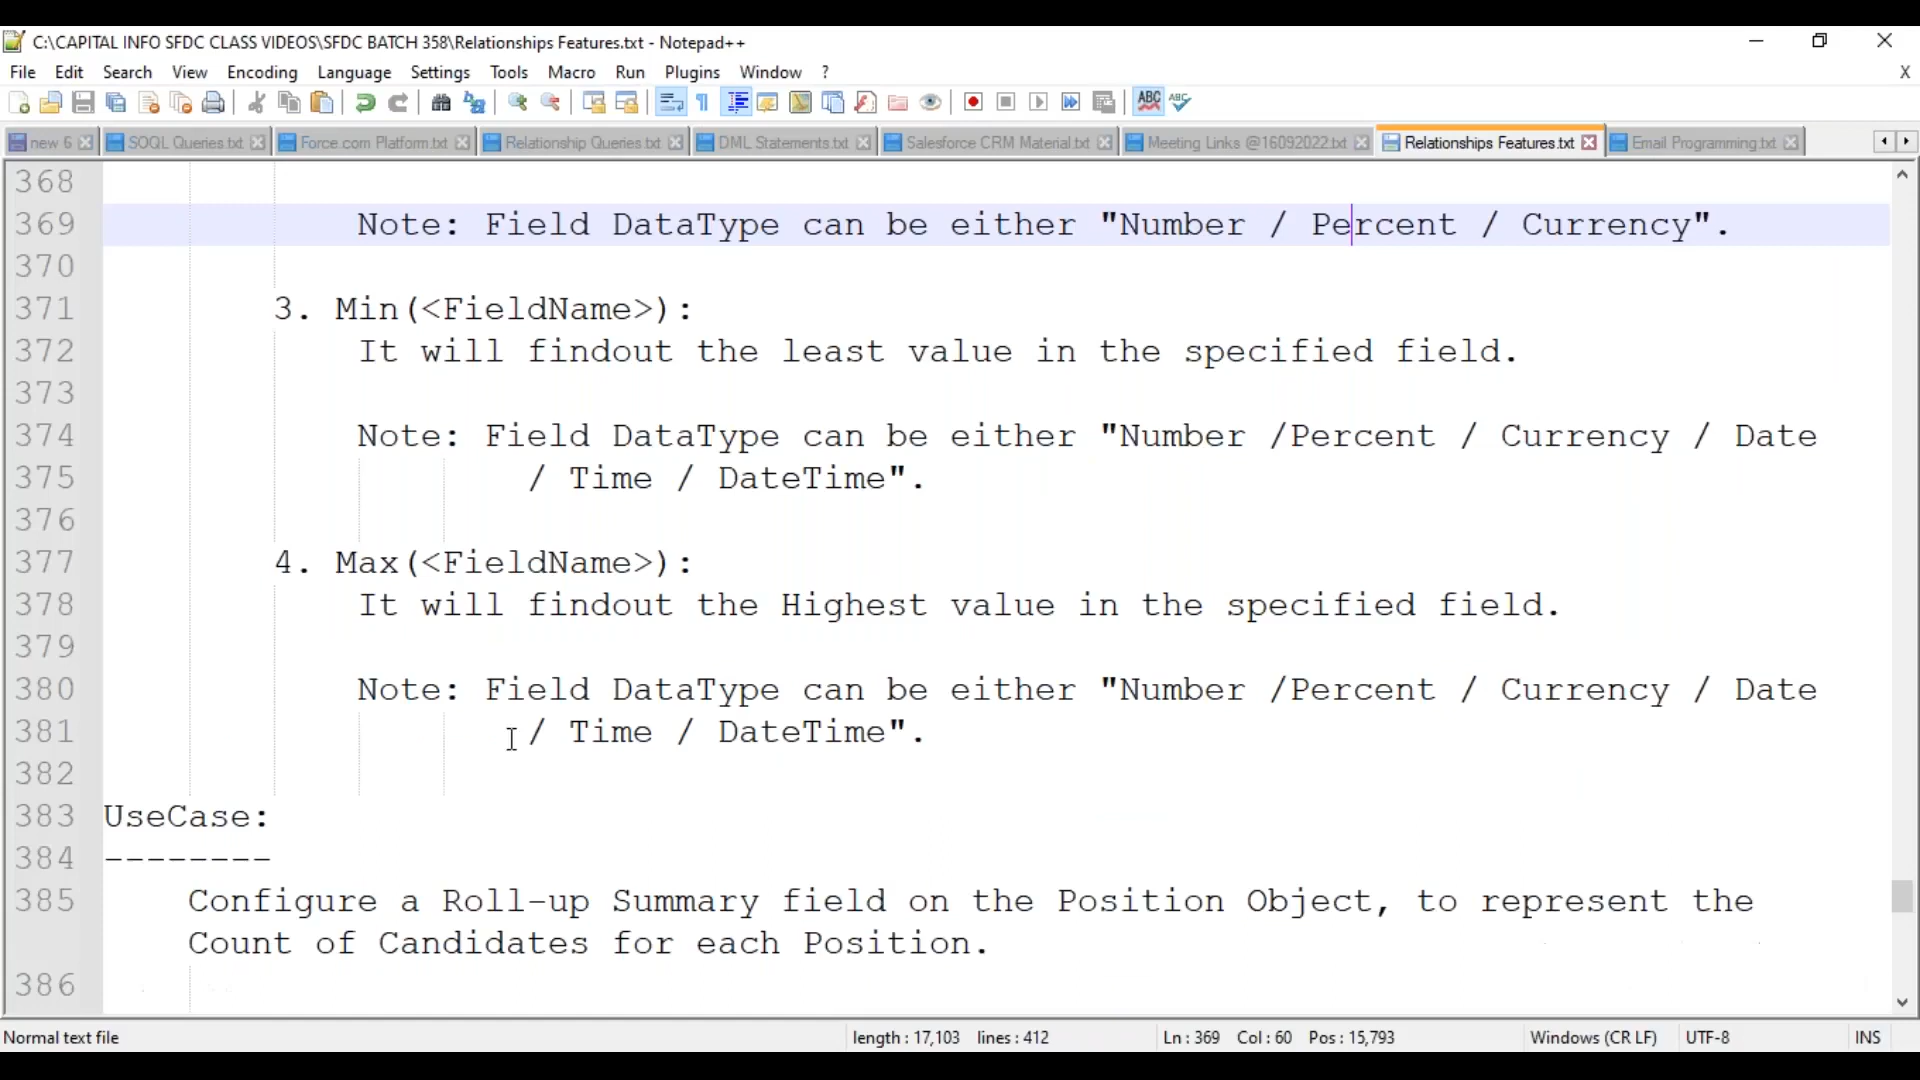 C:\CAPITAL INFO SFDC CLASS VIDEOS\SFDC BATCH 358\Relationships Features.txt - Notepad++
File Edit Search View Encoding Language Settings Tools Macro Run Plugins Window ? X
new 6 SOQL Queries.txt Force.com Platform.txt Relationship Queries.txt DML Statements.txt Salesforce CRM Material.txt Meeting Links @16092022.txt Relationships Features.txt Email Programming.txt
368
369 Note: Field DataType can be either "Number / Percent / Currency".
370
371 3. Min(<FieldName>):
372 It will findout the least value in the specified field.
373
374 Note: Field DataType can be either "Number /Percent / Currency / Date
375 / Time / DateTime".
376
377 4. Max(<FieldName>):
378 It will findout the Highest value in the specified field.
379
380 Note: Field DataType can be either "Number /Percent / Currency / Date
381 / Time / DateTime".
382
383 UseCase:
384 --------
385 Configure a Roll-up Summary field on the Position Object, to represent the
Count of Candidates for each Position.
386
Normal text file length : 17,103 lines : 412 Ln : 369 Col : 60 Pos : 15,793 Windows (CR LF) UTF-8 INS